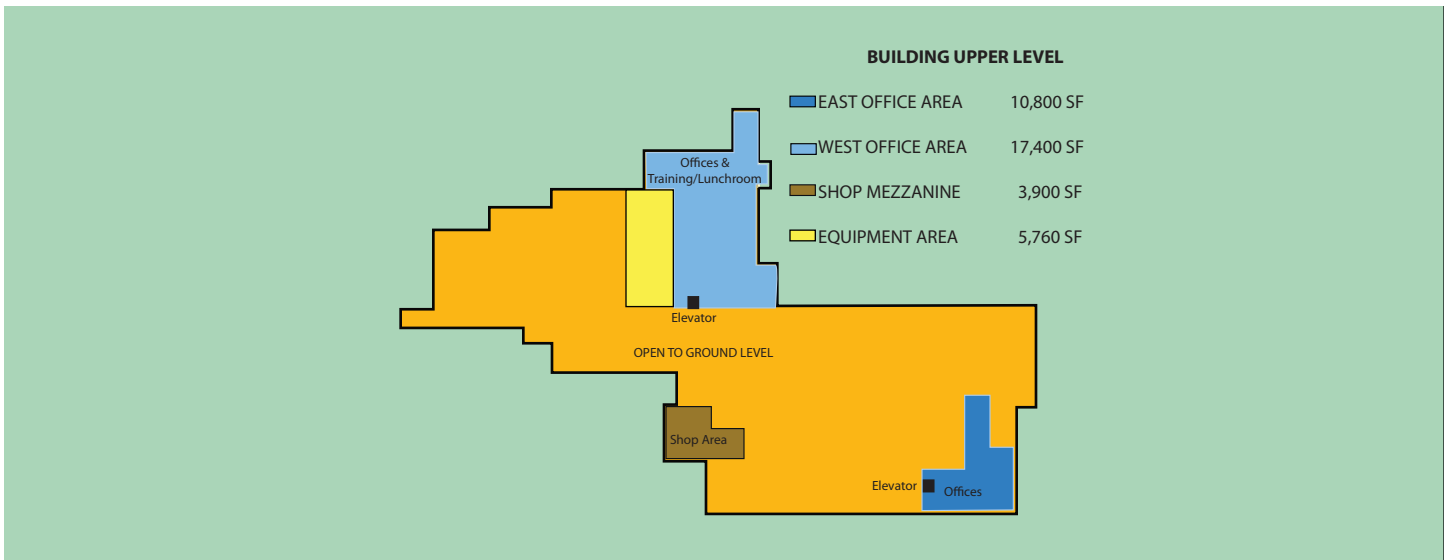 BUILDING UPPER LEVEL
EAST OFFICE AREA 10,800 SF
WEST OFFICE AREA 17,400 SF
SHOP MEZZANINE 3,900 SF
EQUIPMENT AREA 5,760 SF
Offices &
Training/Lunchroom
Elevator
OPEN TO GROUND LEVEL
Shop Area
Elevator
Offices